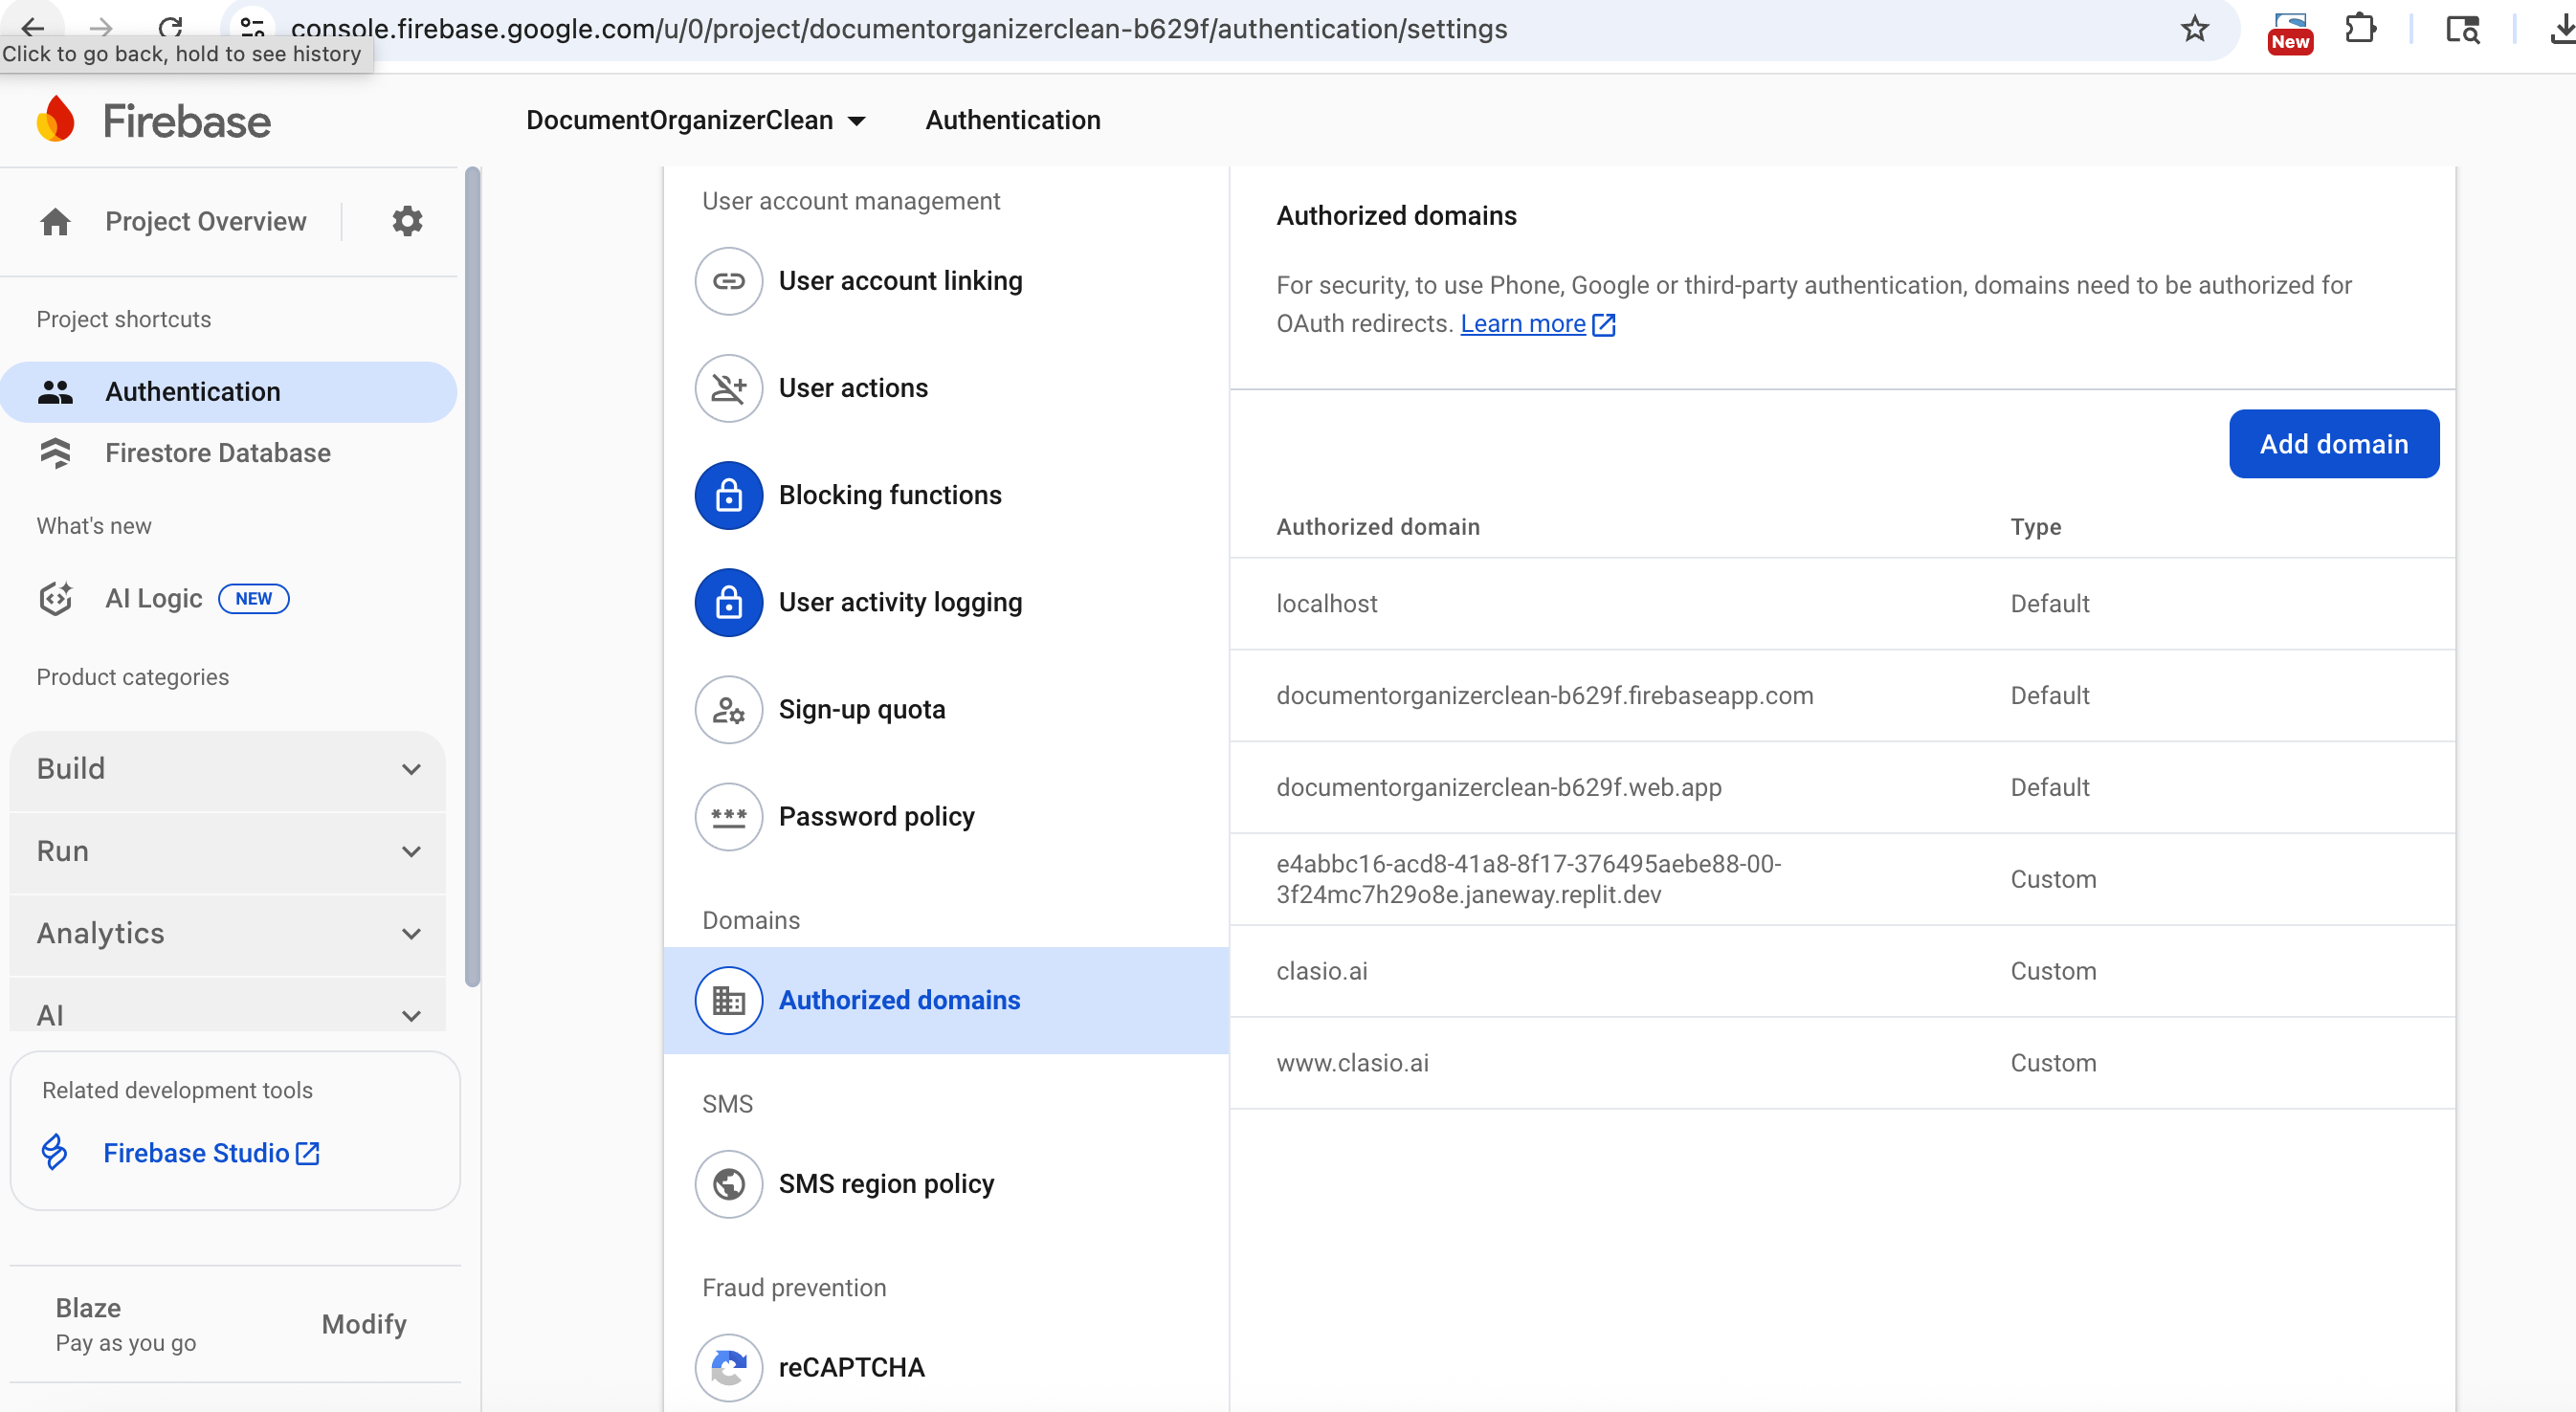 console.firebase.google.com/u/0/project/documentorganizerclean-b629f/authentication/settings
New
Click to go back, hold to see history
Firebase
DocumentOrganizerClean
Authentication
Project Overview
Project shortcuts
Authentication
Firestore Database
What's new
AI Logic
NEW
Product categories
Build
Run
Analytics
AI
Related development tools
Firebase Studio
Blaze
Pay as you go
Modify
User account management
User account linking
User actions
Blocking functions
User activity logging
Sign-up quota
***
Password policy
Domains
Authorized domains
SMS
SMS region policy
Fraud prevention
reCAPTCHA
Authorized domains
For security, to use Phone, Google or third-party authentication, domains need to be authorized for
OAuth redirects. Learn more
Add domain
Authorized domain Type
localhost Default
documentorganizerclean-b629f.firebaseapp.com Default
documentorganizerclean-b629f.web.app Default
e4abbc16-acd8-41a8-8f17-376495aebe88-00-
3f24mc7h29o8e.janeway.replit.dev Custom
clasio.ai Custom
www.clasio.ai Custom